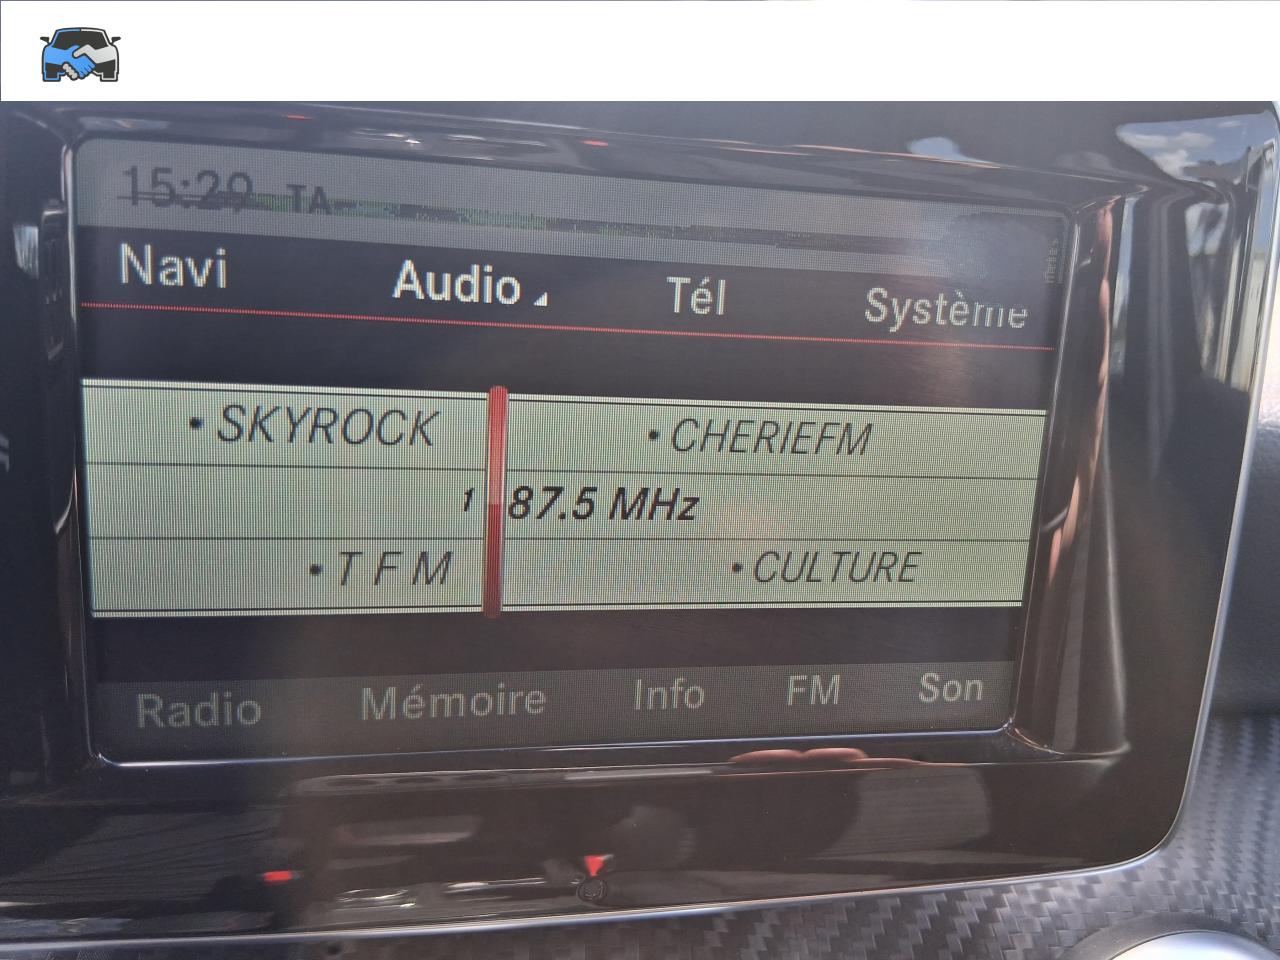 15:29 TA
Navi Audio Tél Système
• SKYROCK • CHERIEFM
1 87.5 MHz
• T F M • CULTURE
Radio Mémoire Info FM Son